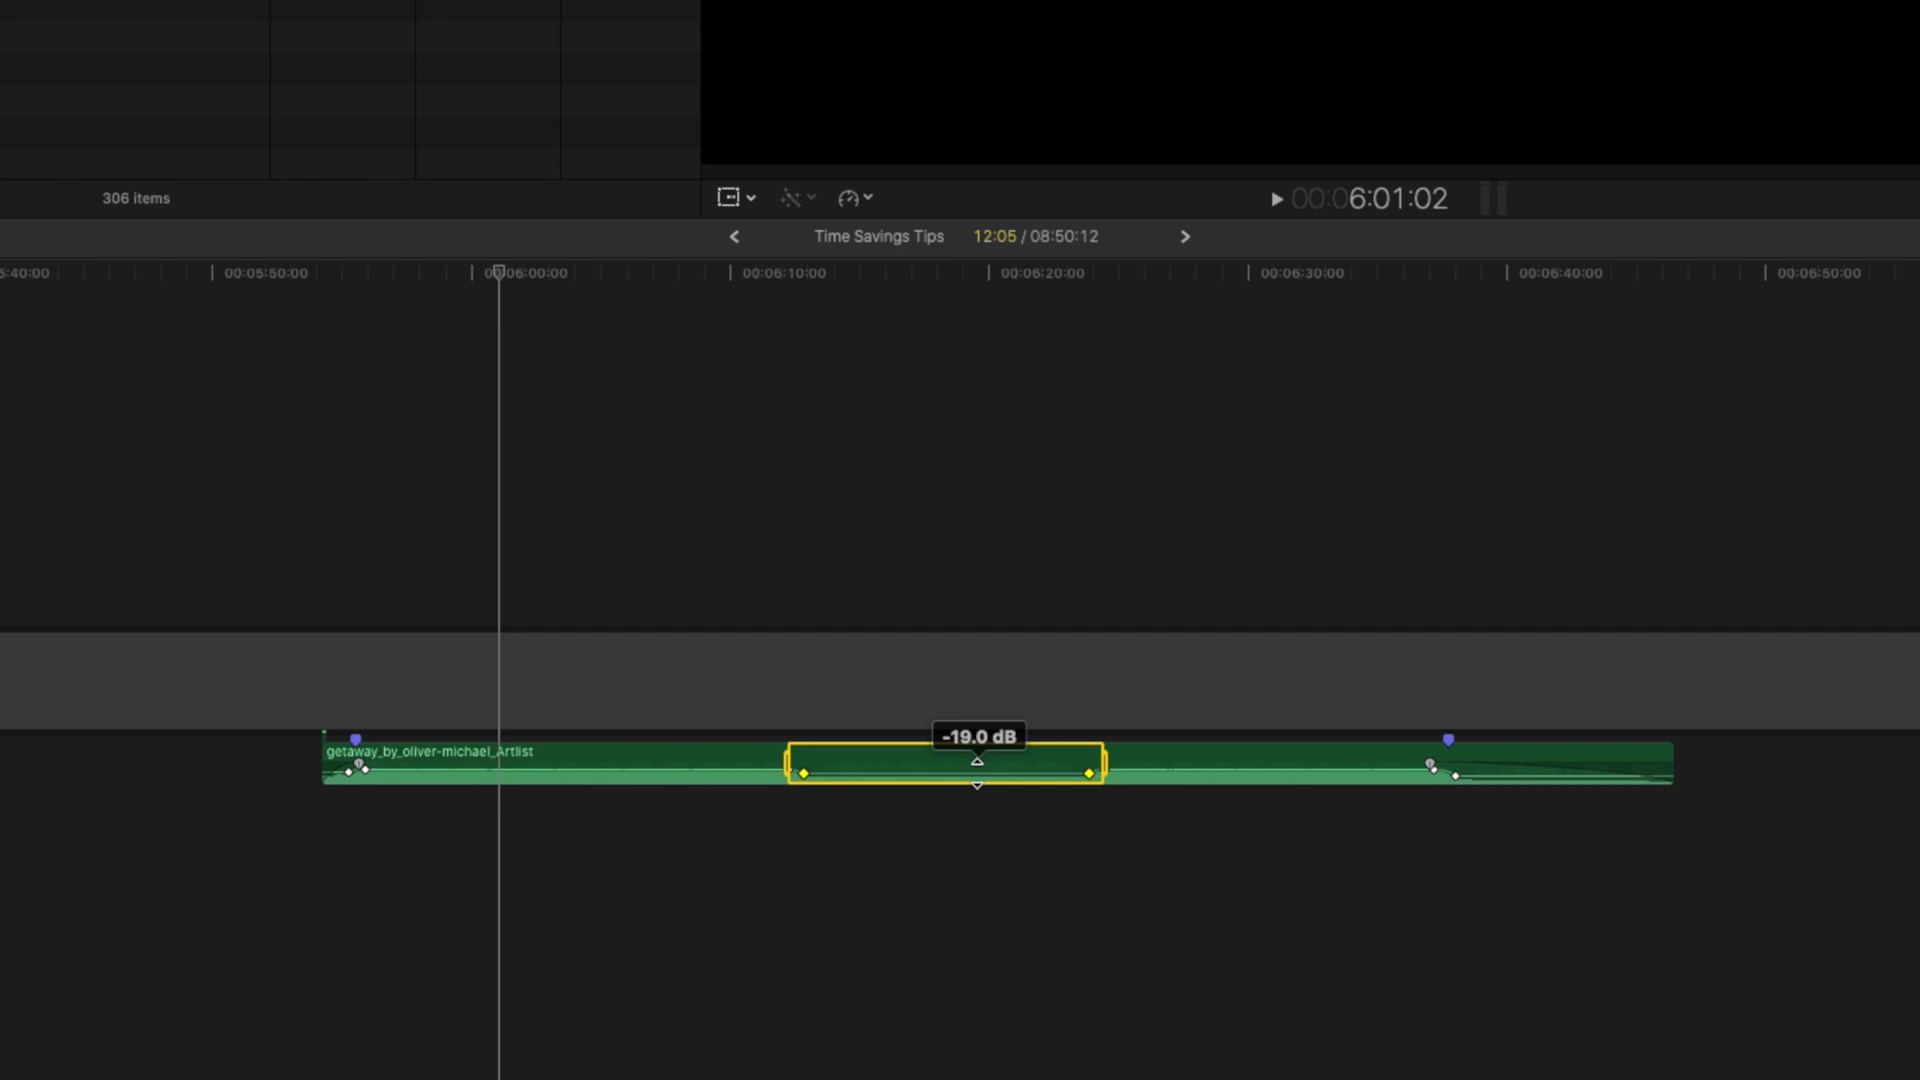 306 items
00:06:01:02
Time Savings Tips 12:05 / 08:50:12
5:40:00 00:05:50:00 00:06:00:00 00:06:10:00 00:06:20:00 00:06:30:00 00:06:40:00 00:06:50:00
-19.0 dB
getaway_by_oliver-michael_Artlist